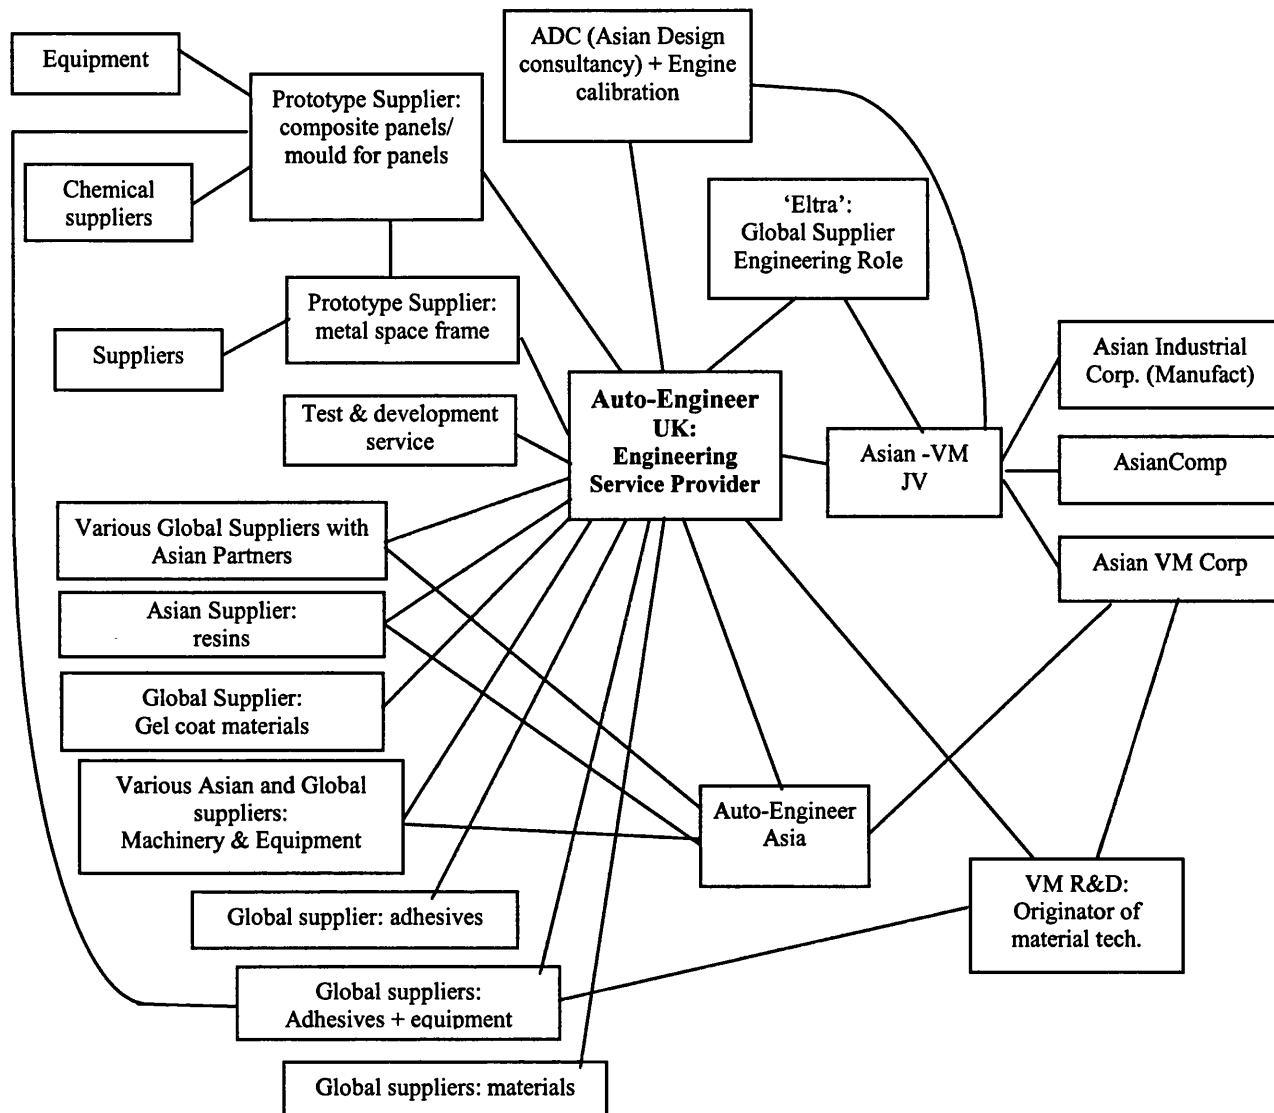 ADC (Asian Design
consultancy) + Engine
calibration
Equipment
Prototype Supplier:
composite panels/
mould for panels
Chemical
suppliers
‘Eltra’:
Global Supplier
Engineering Role
Prototype Supplier:
metal space frame
Suppliers
Asian Industrial
Corp. (Manufact)
Test & development
service
Auto-Engineer
UK:
Engineering
Service Provider
Asian -VM
JV
AsianComp
Various Global Suppliers with
Asian Partners
Asian VM Corp
Asian Supplier:
resins
Global Supplier:
Gel coat materials
Various Asian and Global
suppliers:
Machinery & Equipment
Auto-Engineer
Asia
VM R&D:
Originator of
material tech.
Global supplier: adhesives
Global suppliers:
Adhesives + equipment
Global suppliers: materials